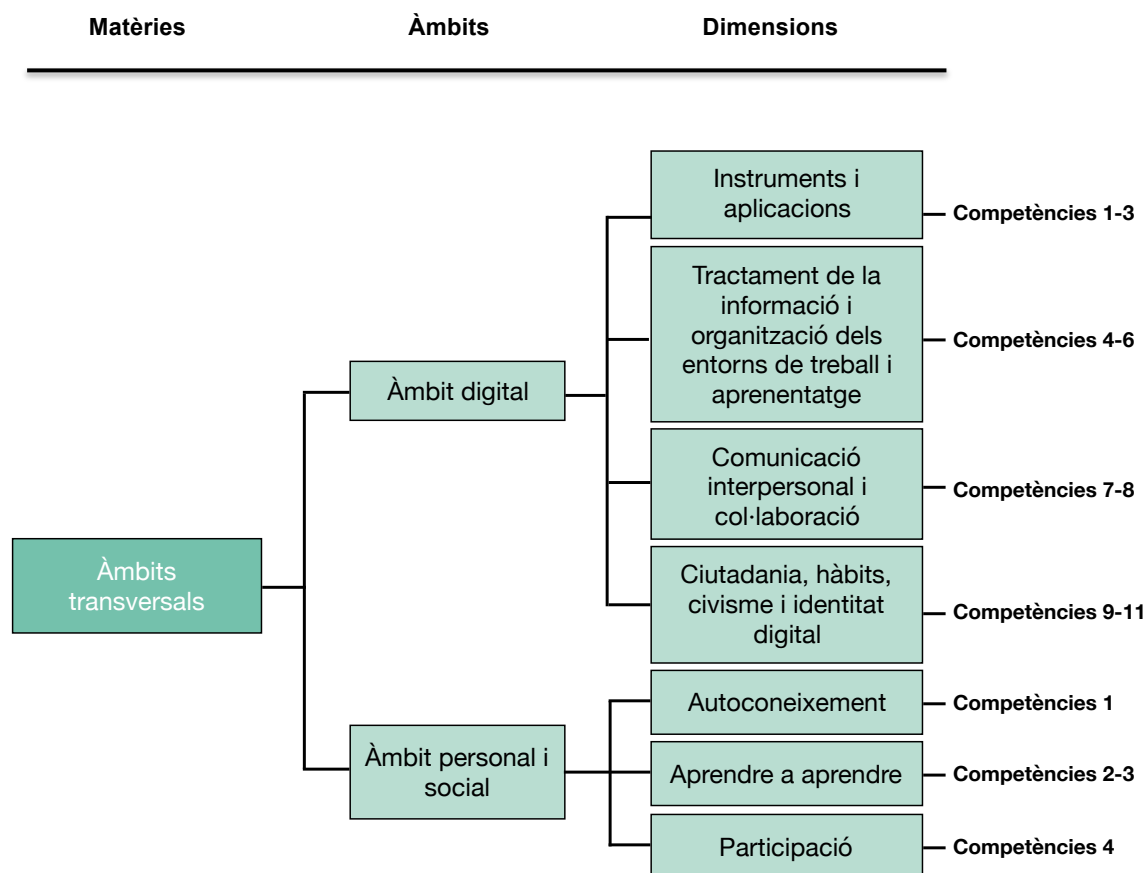 Matèries
Àmbits
Dimensions
Instruments i
aplicacions
Competències 1-3
Tractament de la
informació i
organització dels
entorns de treball i
aprenentatge
Competències 4-6
Àmbit digital
Comunicació
interpersonal i
col·laboració
Competències 7-8
Àmbits
transversals
Ciutadania, hàbits,
civisme i identitat
digital
Competències 9-11
Autoconeixement
Competències 1
Àmbit personal i
social
Aprendre a aprendre
Competències 2-3
Participació
Competències 4